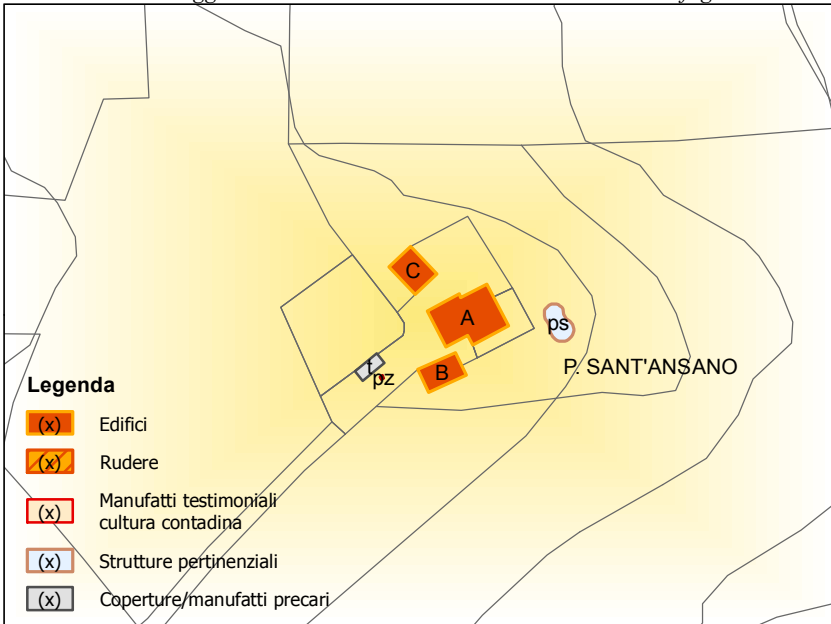 C
A
ps
t
pz
B
P. SANT'ANSANO
Legenda
(x) Edifici
(x) Rudere
(x) Manufatti testimoniali
cultura contadina
(x) Strutture pertinenziali
(x) Coperture/manufatti precari